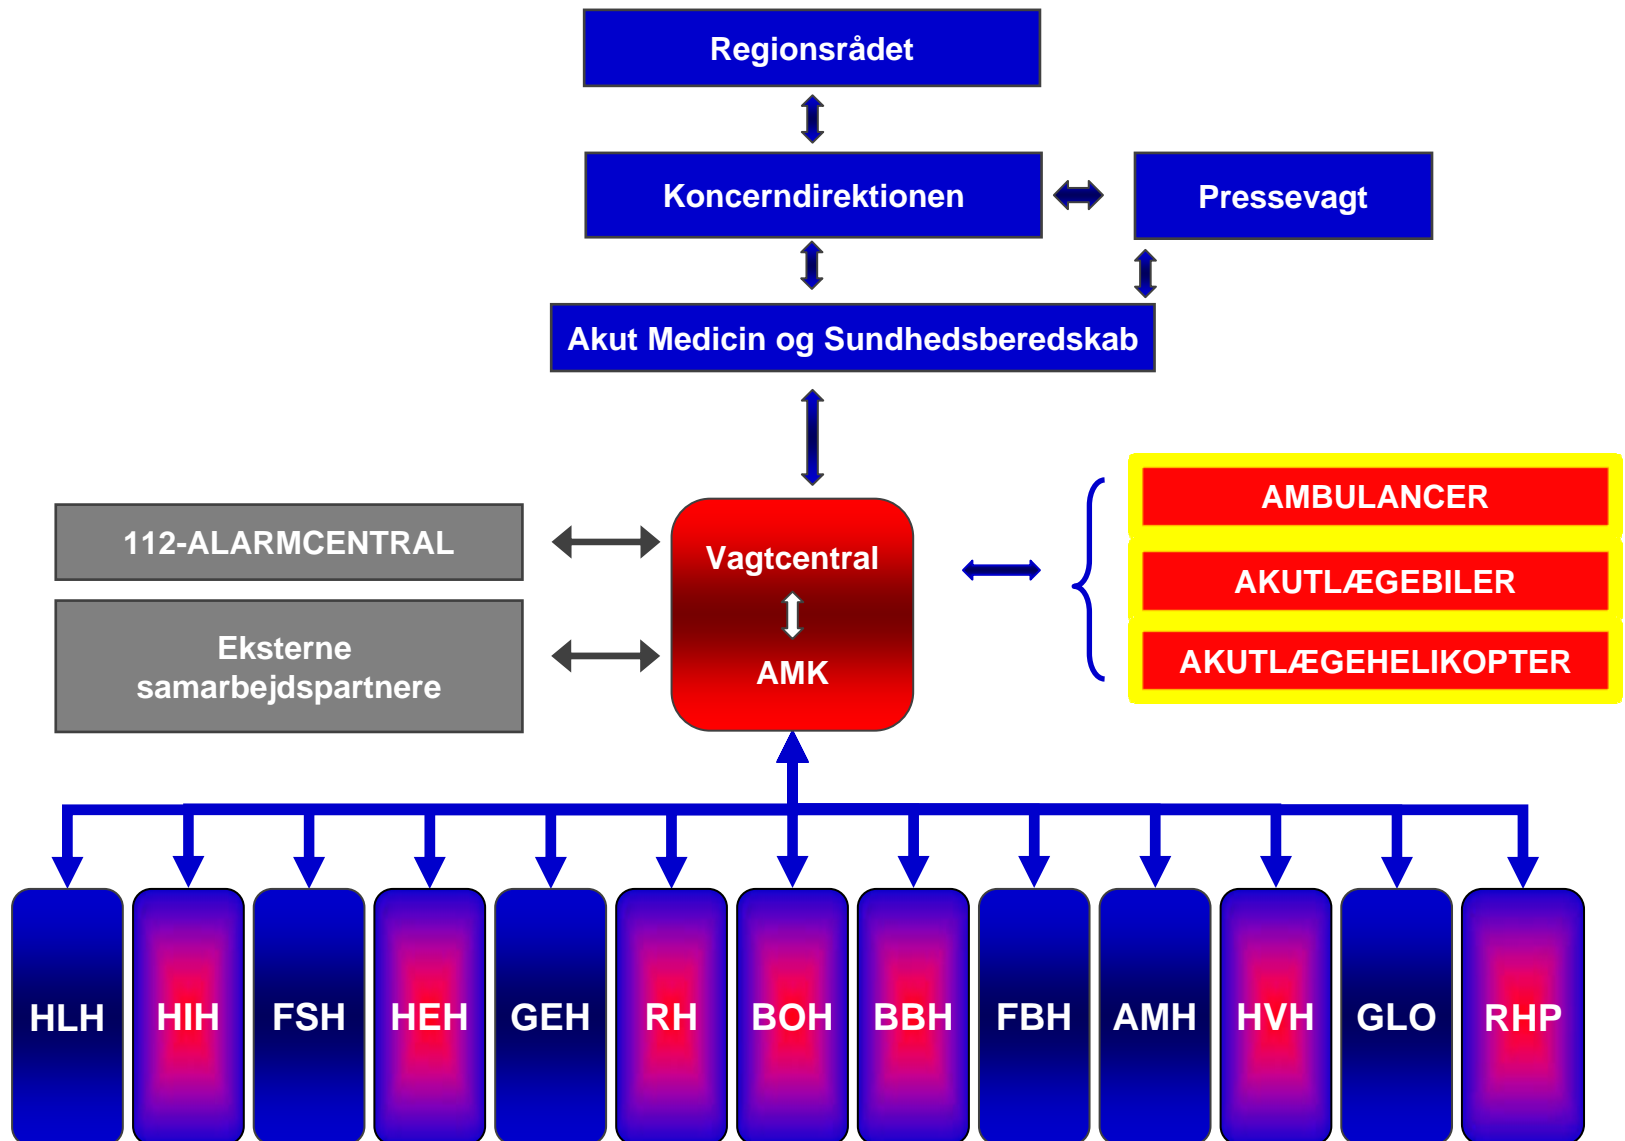 Regionsrådet
Koncerndirektionen
Pressevagt
Akut Medicin og Sundhedsberedskab
112-ALARMCENTRAL
Eksterne
samarbejdspartnere
Vagtcentral
AMK
AMBULANCER
AKUTLÆGEBILER
AKUTLÆGEHELIKOPTER
HLH
HIH
FSH
HEH
GEH
RH
BOH
BBH
FBH
AMH
HVH
GLO
RHP